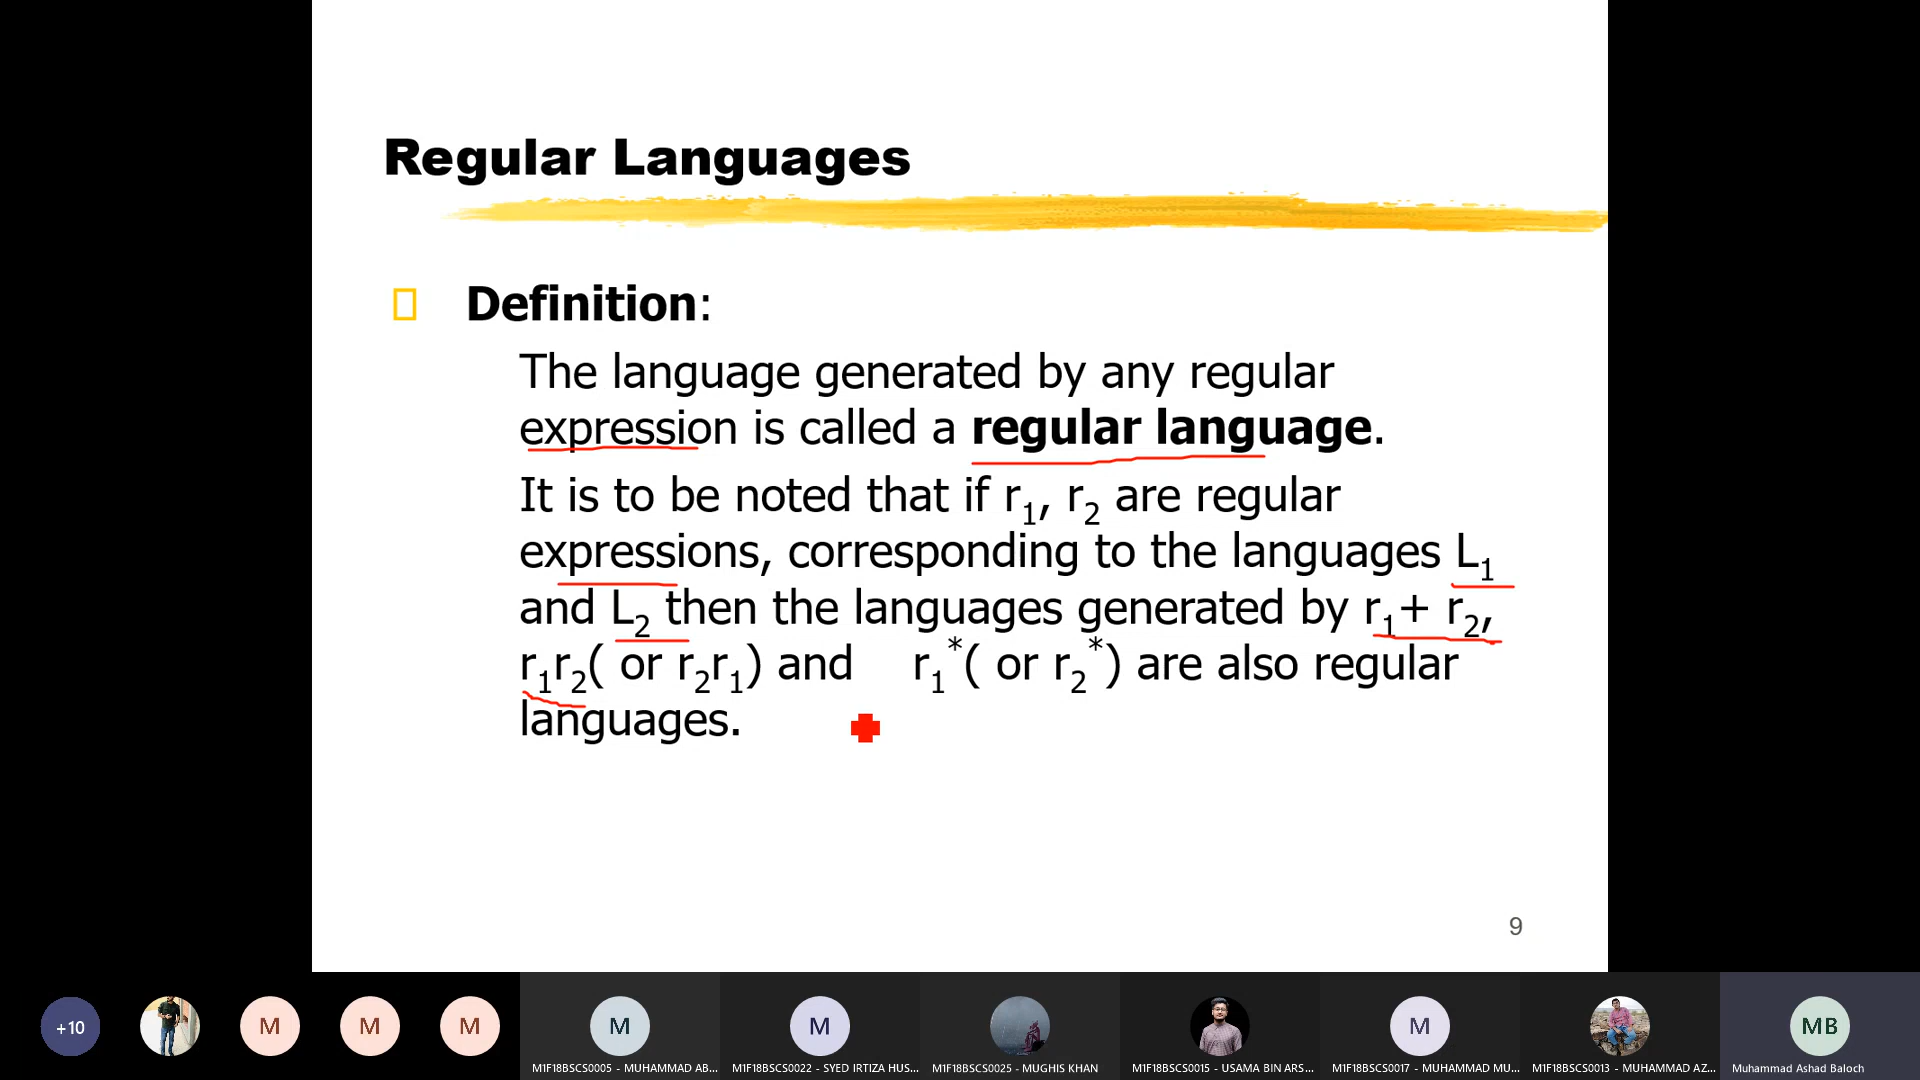 Regular Languages
Definition:
The language generated by any regular
expression is called a regular language.
It is to be noted that if r₁, r₂ are regular
expressions, corresponding to the languages L₁
and L₂ then the languages generated by r₁+ r₂,
r₁r₂( or r₂r₁) and r₁*( or r₂*) are also regular
languages.
9
+10
M
M
M
M
M
M
MB
M1F18BSCS0005 - MUHAMMAD AB...
M1F18BSCS0022 - SYED IRTIZA HUS...
M1F18BSCS0025 - MUGHIS KHAN
M1F18BSCS0015 - USAMA BIN ARS...
M1F18BSCS0017 - MUHAMMAD MU...
M1F18BSCS0013 - MUHAMMAD AZ...
Muhammad Ashad Baloch